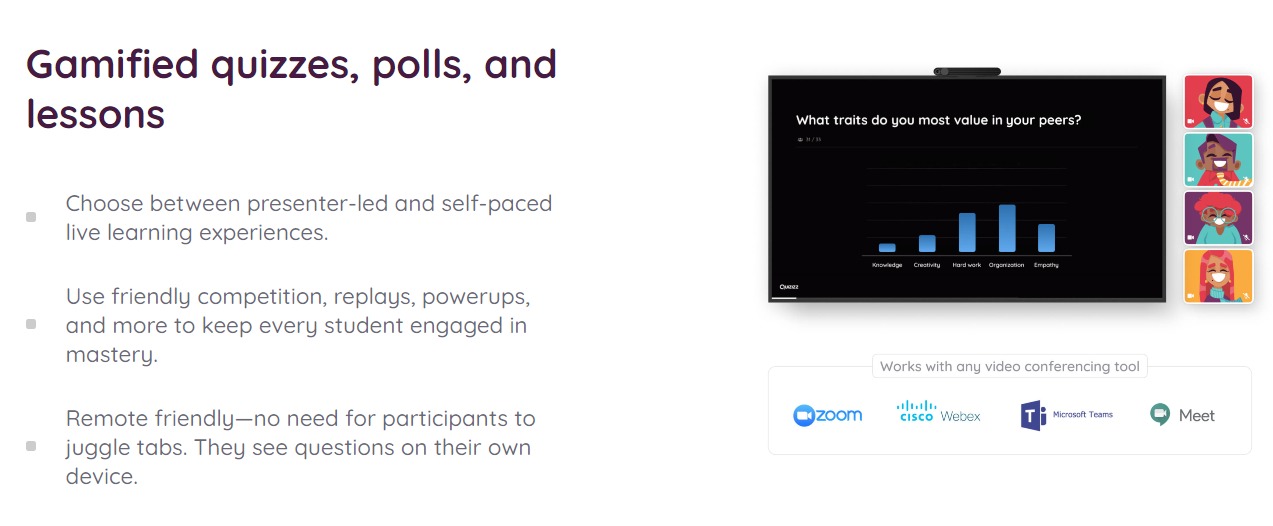 Gamified quizzes, polls, and
lessons
Choose between presenter-led and self-paced
live learning experiences.
Use friendly competition, replays, powerups,
and more to keep every student engaged in
mastery.
Remote friendly—no need for participants to
juggle tabs. They see questions on their own
device.
What traits do you most value in your peers?
Knowledge Creativity Hard work Organization Empathy
Quizizz
Works with any video conferencing tool
zoom
CISCO Webex
Microsoft Teams
Meet